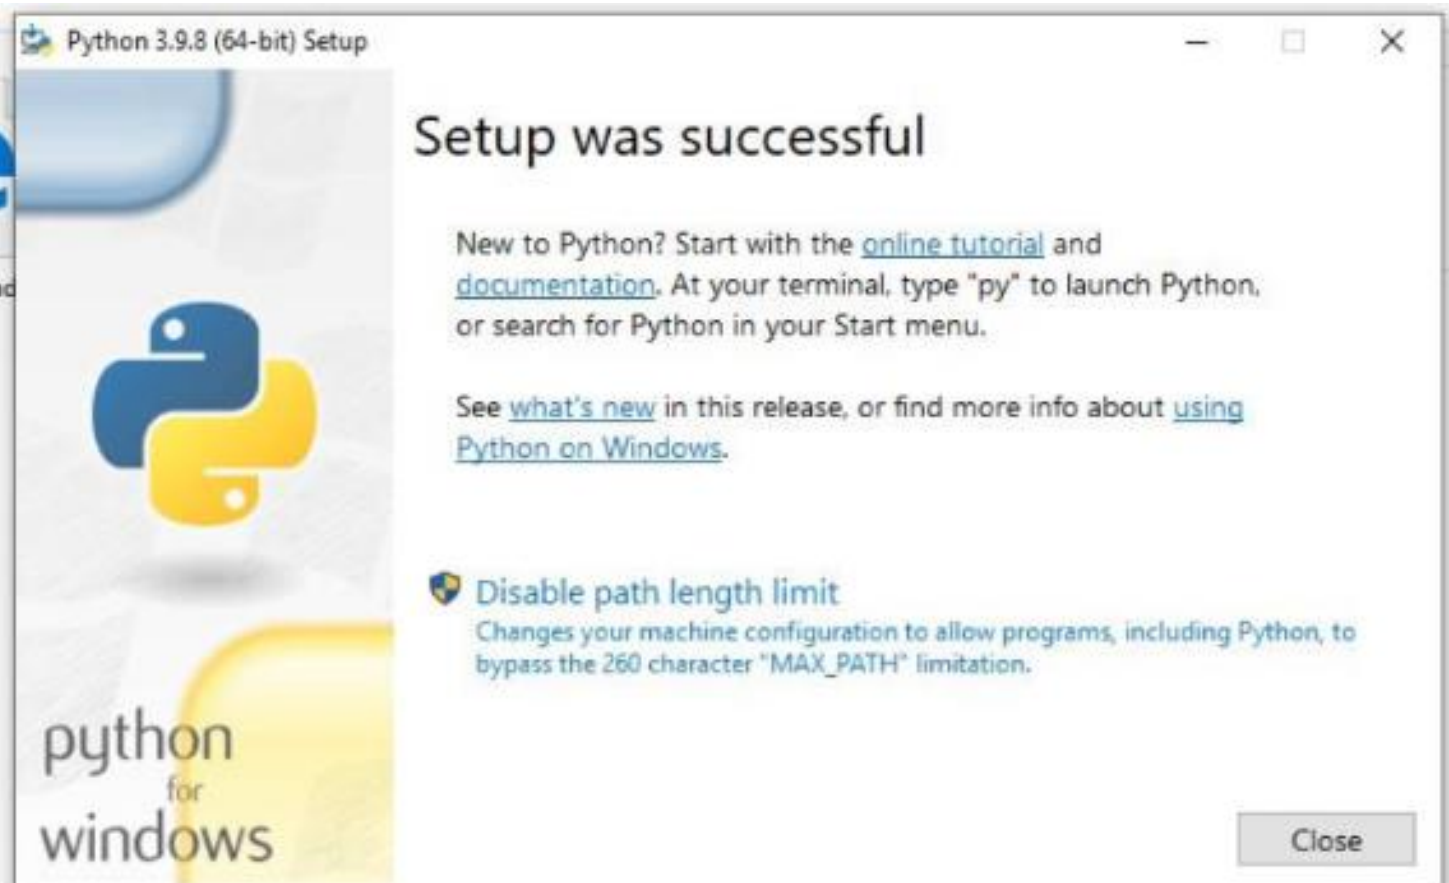 Python 3.9.8 (64-bit) Setup
Setup was successful
New to Python? Start with the online tutorial and
documentation. At your terminal, type "py" to launch Python,
or search for Python in your Start menu.
See what's new in this release, or find more info about using
Python on Windows.
Disable path length limit
Changes your machine configuration to allow programs, including Python, to
bypass the 260 character "MAX_PATH" limitation.
python
for
windows
Close